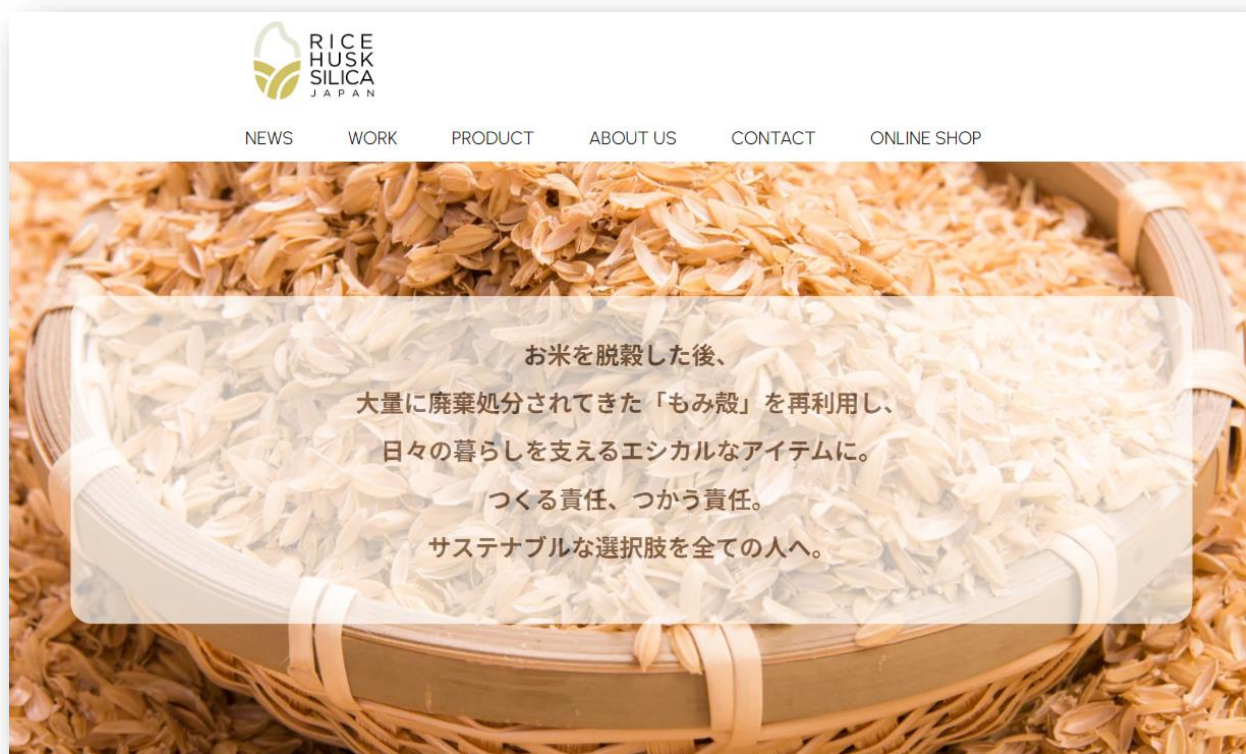 RICE
HUSK
SILICA
JAPAN
NEWS WORK PRODUCT ABOUT US CONTACT ONLINE SHOP
お米を脱穀した後、
大量に廃棄処分されてきた「もみ殻」を再利用し、
日々の暮らしを支えるエシカルなアイテムに。
つくる責任、つかう責任。
サステナブルな選択肢を全ての人へ。